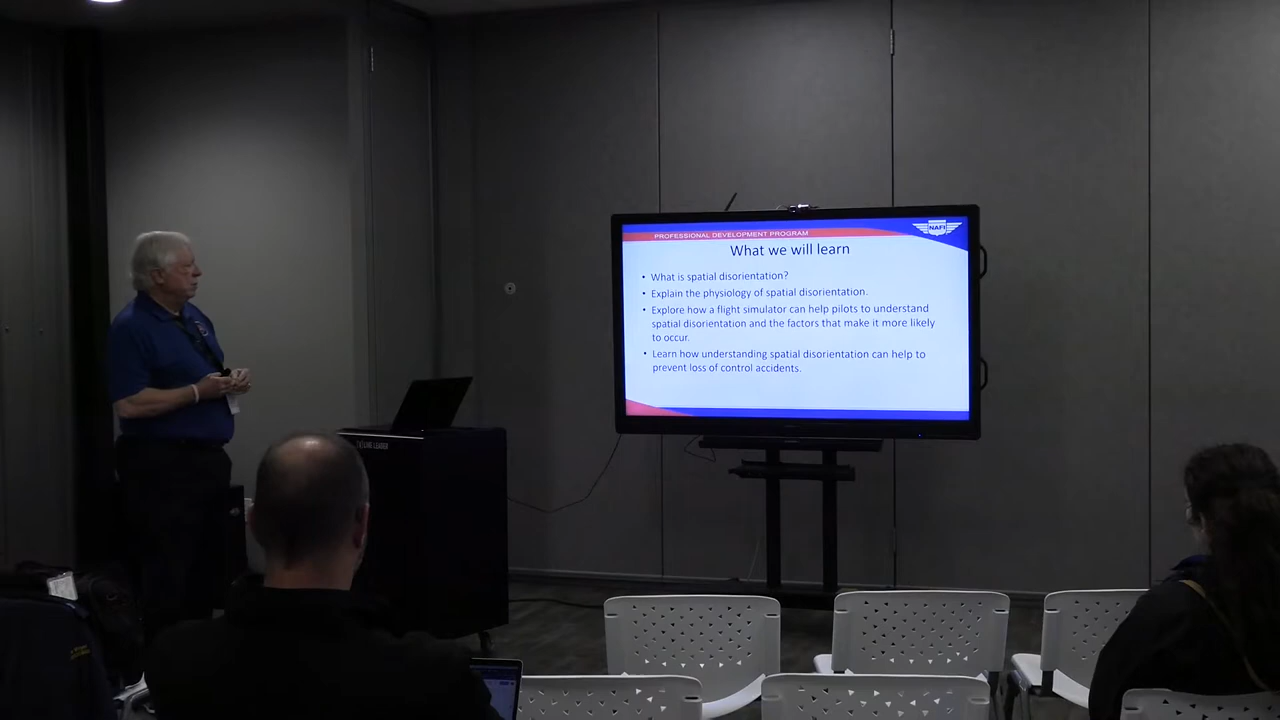 PROFESSIONAL DEVELOPMENT PROGRAM
NAFI
What we will learn
• What is spatial disorientation?
• Explain the physiology of spatial disorientation.
• Explore how a flight simulator can help pilots to understand
spatial disorientation and the factors that make it more likely
to occur.
• Learn how understanding spatial disorientation can help to
prevent loss of control accidents.